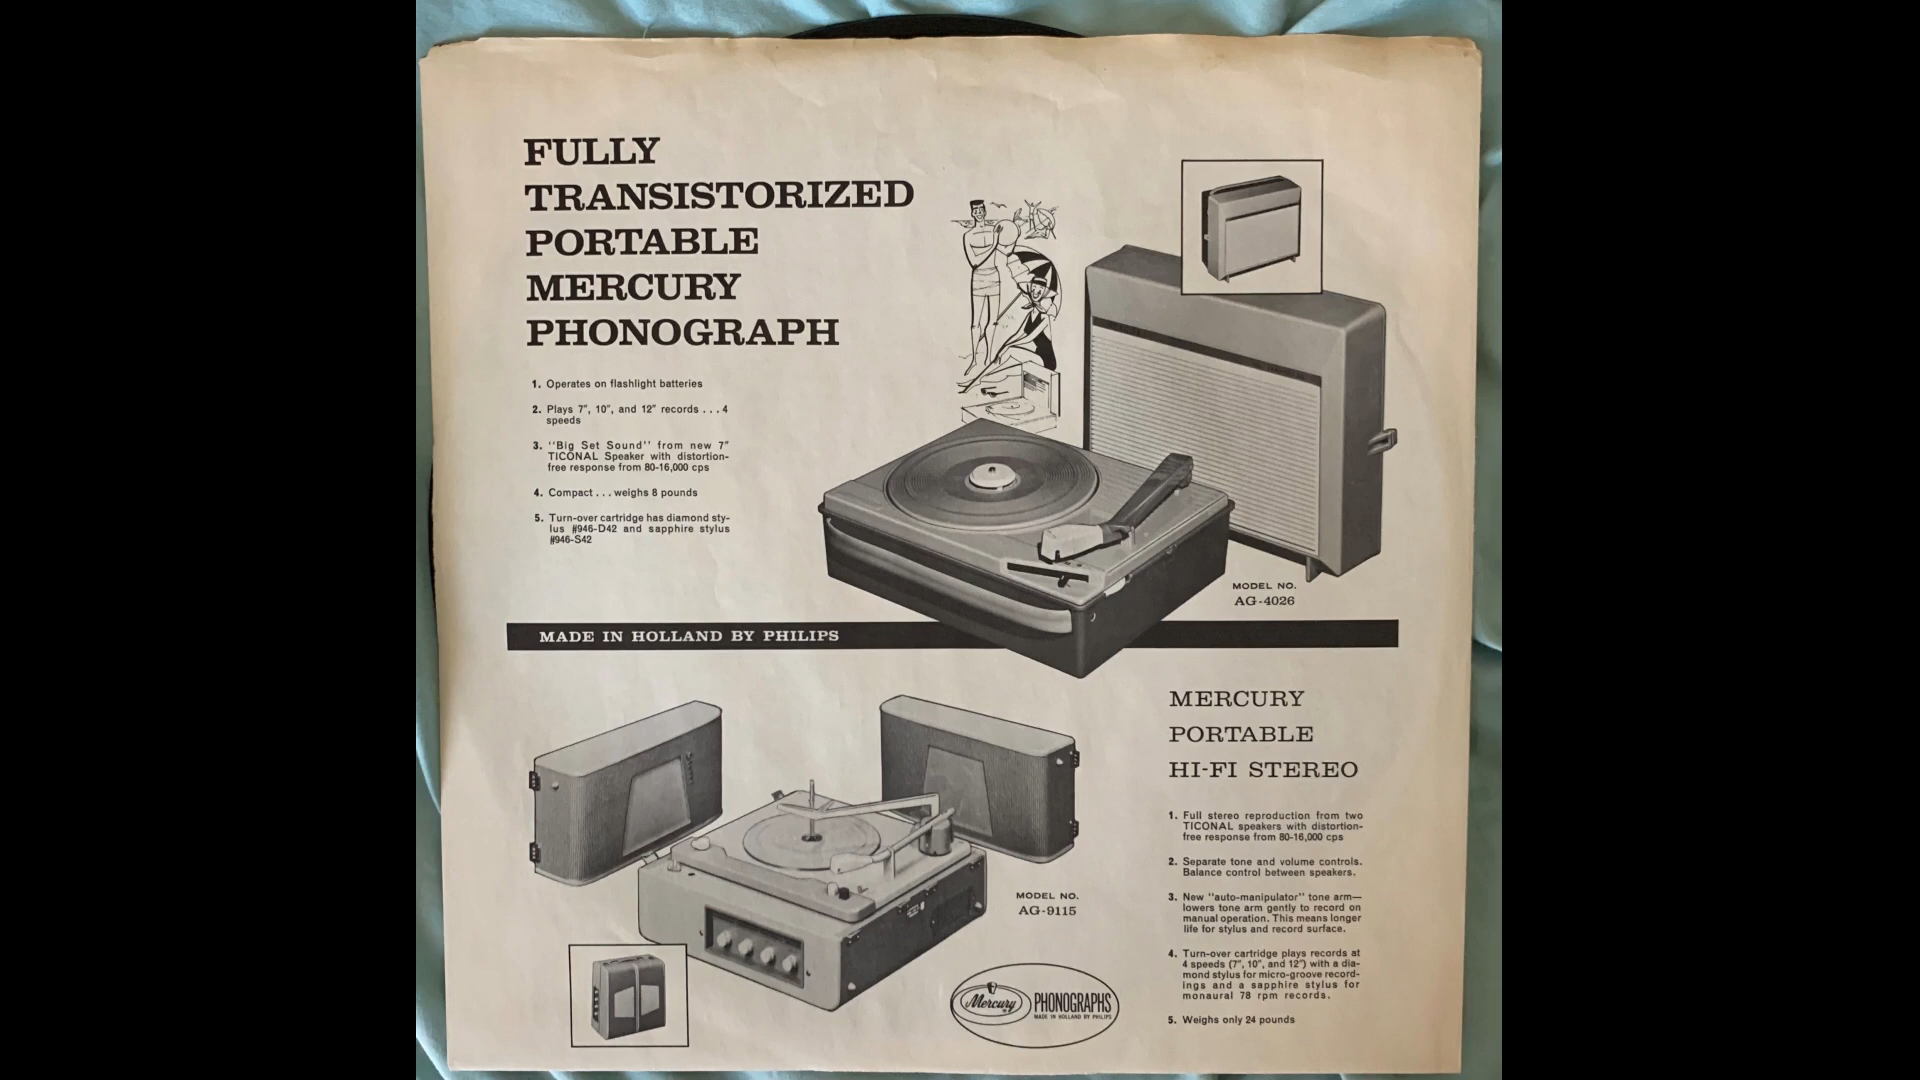 FULLY
TRANSISTORIZED
PORTABLE
MERCURY
PHONOGRAPH
1. Operates on flashlight batteries
2. Plays 7″, 10″, and 12″ records . . . 4
speeds
3. ''Big Set Sound'' from new 7″
TICONAL Speaker with distortion-
free response from 80-16,000 cps
4. Compact . . . weighs 8 pounds
5. Turn-over cartridge has diamond sty-
lus #946-D42 and sapphire stylus
#946-S42
MODEL NO.
AG-4026
MADE IN HOLLAND BY PHILIPS
MERCURY
PORTABLE
HI-FI STEREO
1. Full stereo reproduction from two
TICONAL speakers with distortion-
free response from 80-16,000 cps
2. Separate tone and volume controls.
Balance control between speakers.
3. New "auto-manipulator" tone arm—
lowers tone arm gently to record on
manual operation. This means longer
life for stylus and record surface.
4. Turn-over cartridge plays records at
4 speeds (7″, 10″, and 12″) with a dia-
mond stylus for micro-groove record-
ings and a sapphire stylus for
monaural 78 rpm records.
5. Weighs only 24 pounds
MODEL NO.
AG-9115
Mercury PHONOGRAPHS
MADE IN HOLLAND BY PHILIPS